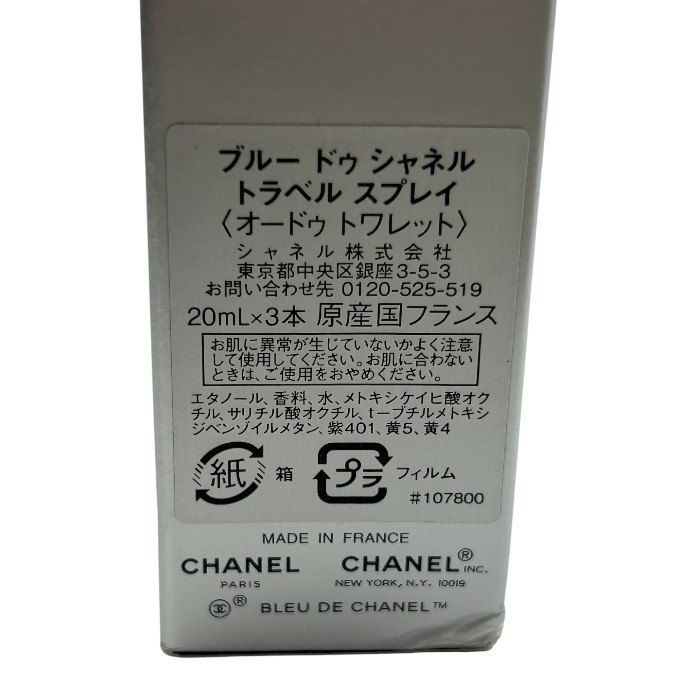 ブルー ドゥ シャネル
トラベル スプレイ
〈オードゥ トワレット〉
シャネル株式会社
東京都中央区銀座3-5-3
お問い合わせ先 0120-525-519
20mL×3本 原産国フランス
お肌に異常が生じていないかよく注意
して使用してください。お肌に合わない
ときは、ご使用をおやめください。
エタノール、香料、水、メトキシケイヒ酸オク
チル、サリチル酸オクチル、t-ブチルメトキシ
ジベンゾイルメタン、紫401、黄5、黄4
紙 箱 プラ フィルム
#107800
MADE IN FRANCE
CHANEL CHANEL® INC.
PARIS NEW YORK, N.Y. 10019
® BLEU DE CHANEL™